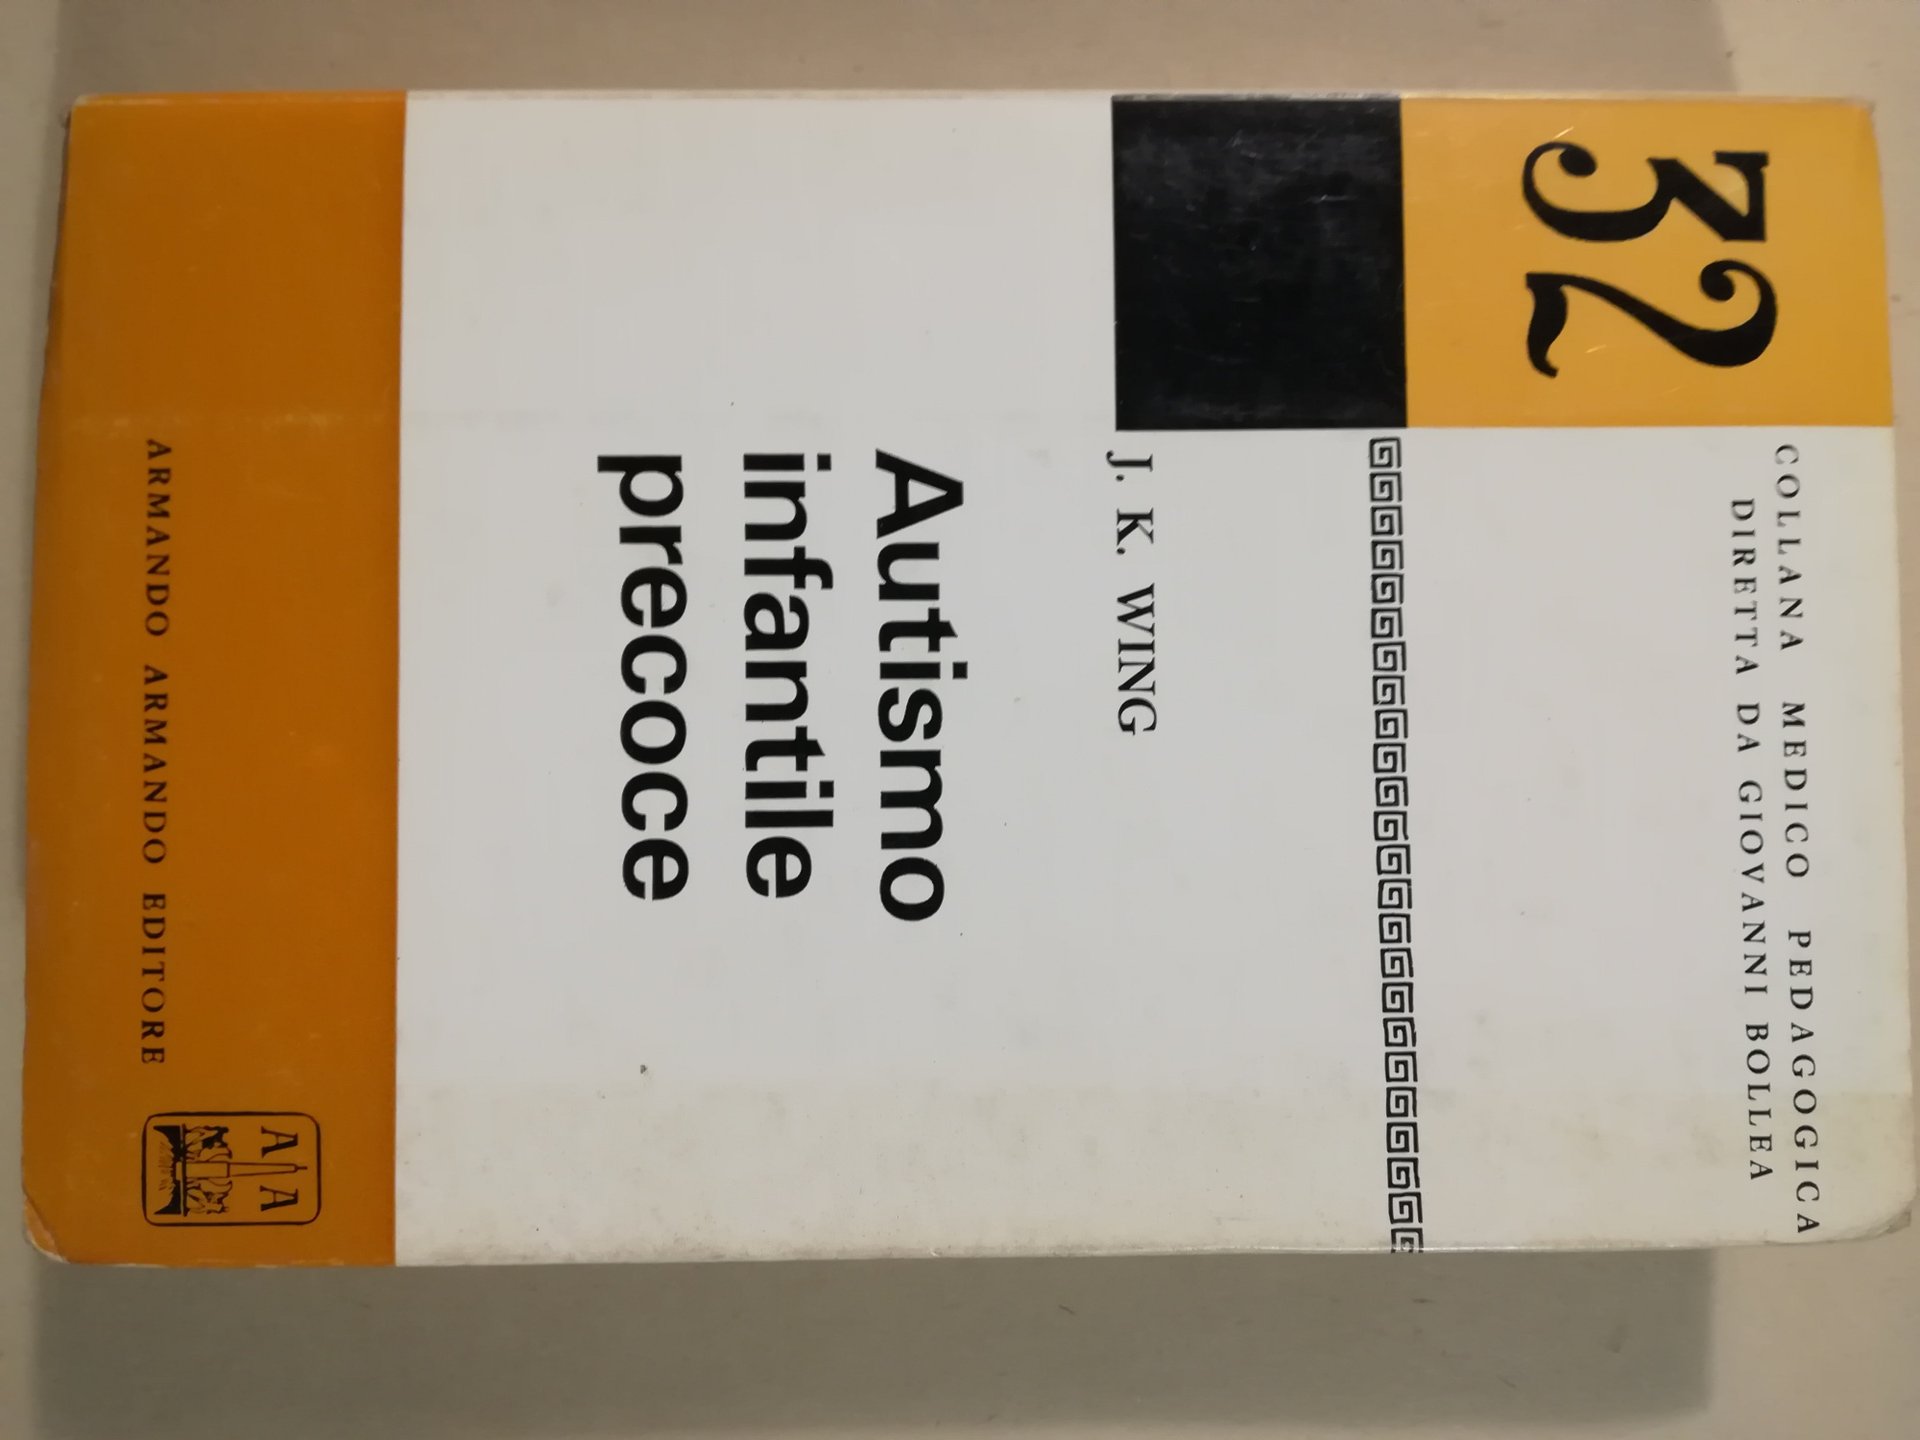 32
COLLANA MEDICO PEDAGOGICA
DIRETTA DA GIOVANNI BOLLEA
J. K. WING
Autismo
infantile
precoce
ARMANDO ARMANDO EDITORE
A A